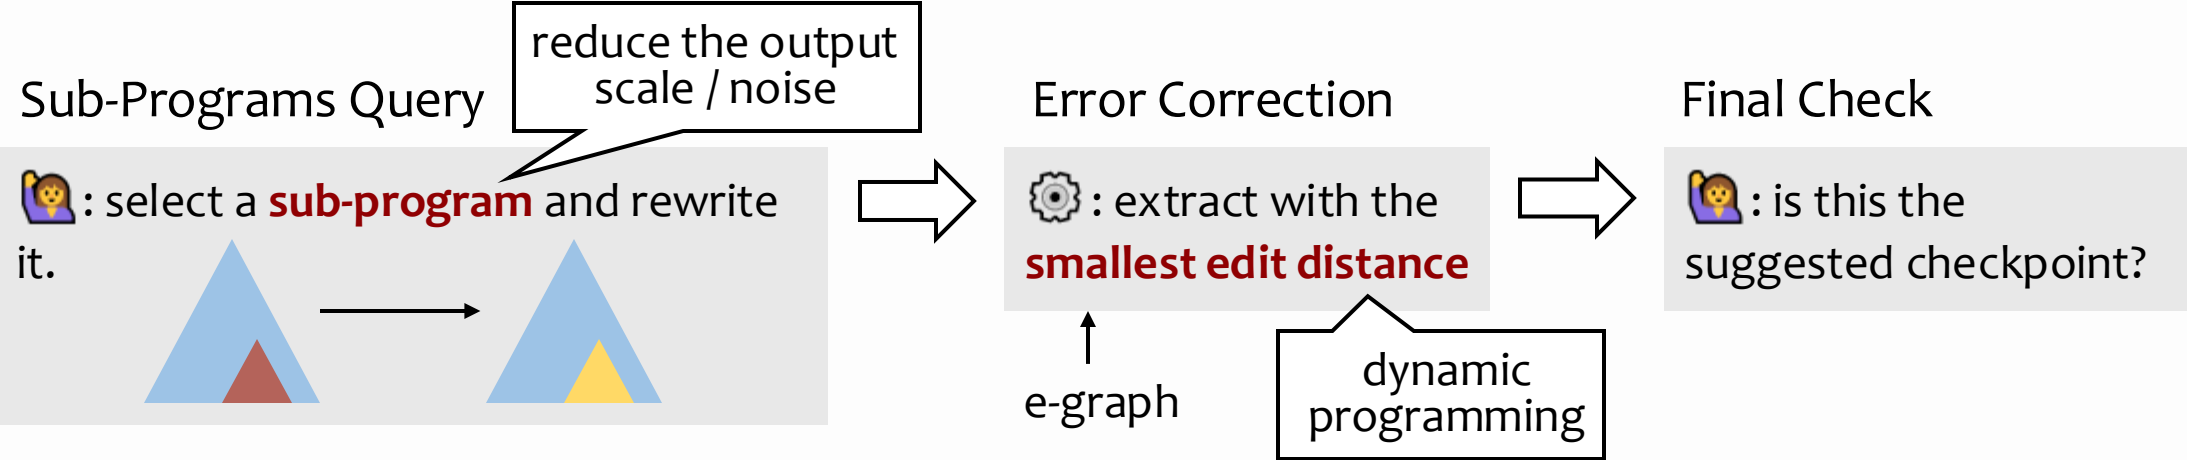 reduce the output
scale / noise
Sub-Programs Query
: select a sub-program and rewrite
it.
Error Correction
: extract with the
smallest edit distance
e-graph
dynamic
programming
Final Check
: is this the
suggested checkpoint?